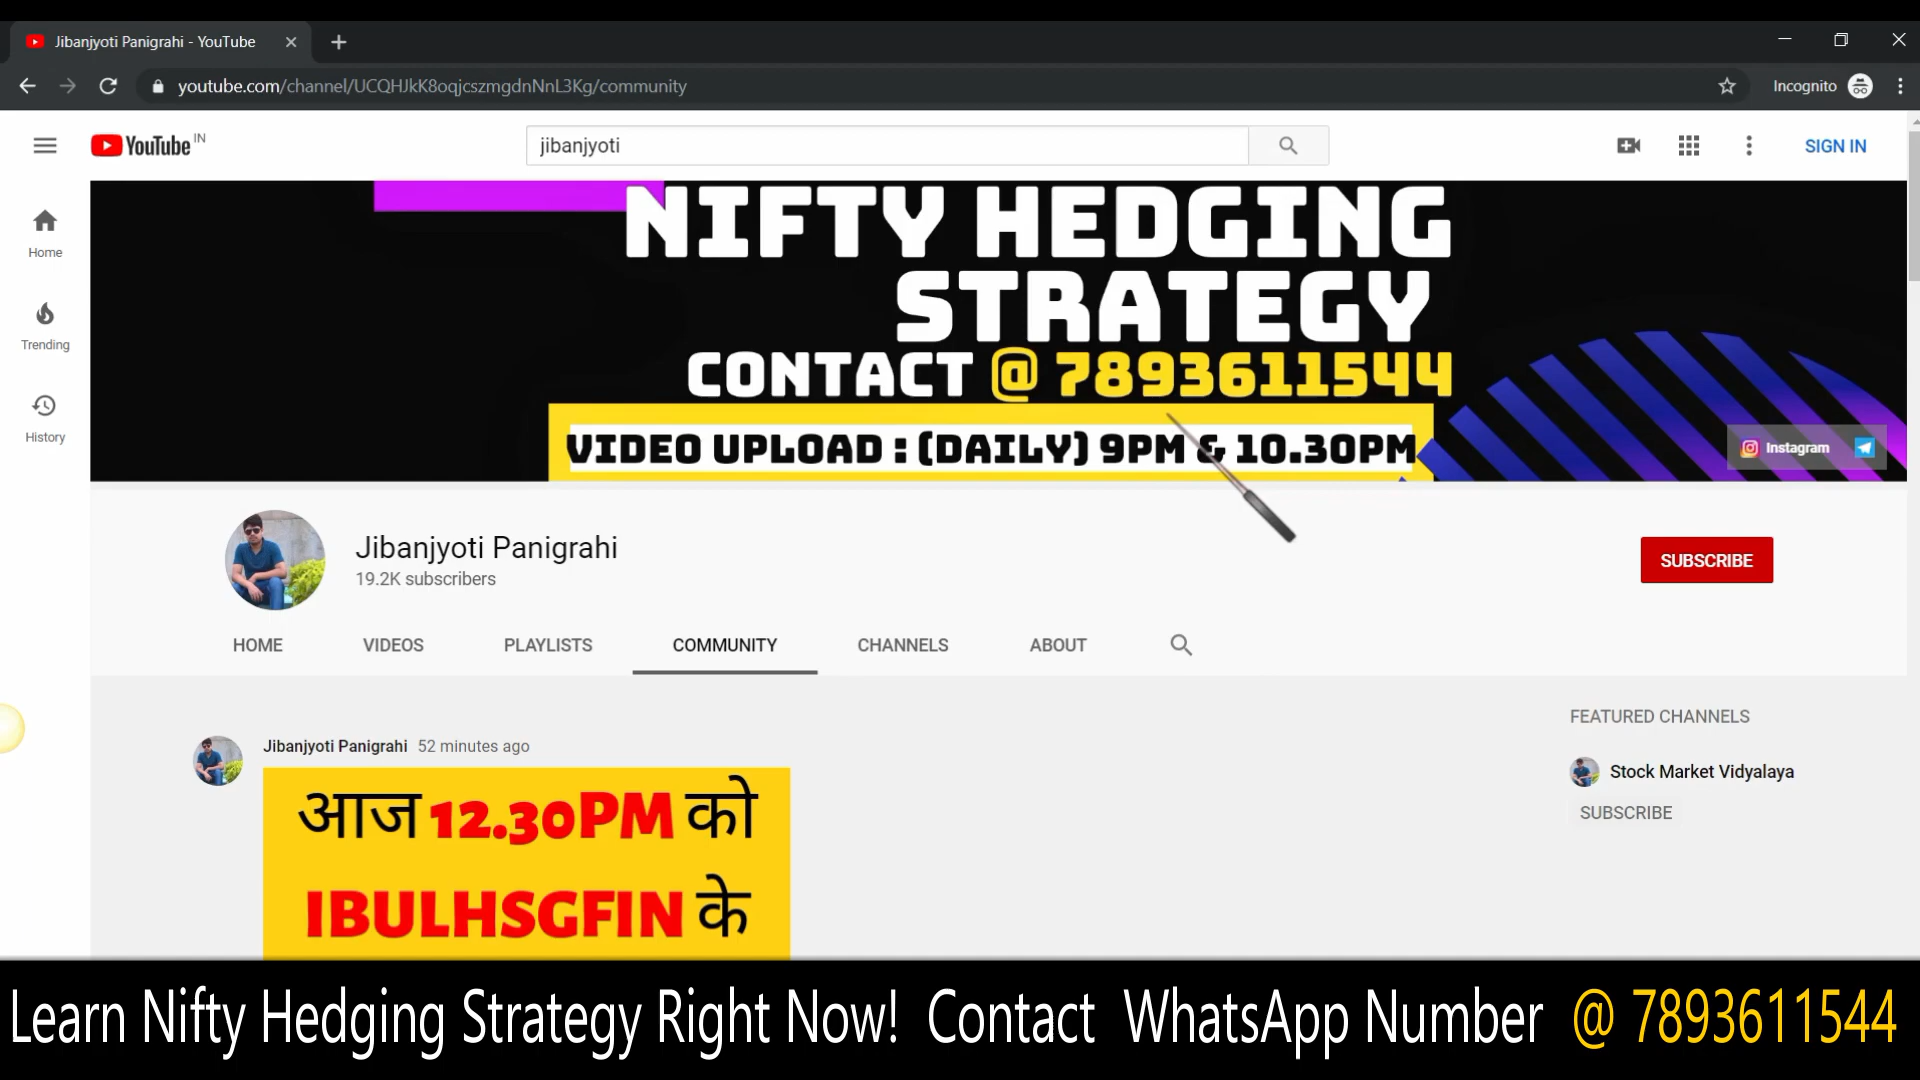 Jibanjyoti Panigrahi - YouTube
youtube.com/channel/UCQHJkK8oqjcszmgdnNnL3Kg/community
Incognito
YouTube IN
jibanjyoti
SIGN IN
Home
Trending
History
NIFTY HEDGING
STRATEGY
CONTACT @ 7893611544
VIDEO UPLOAD : (DAILY) 9PM & 10.30PM
Instagram
Jibanjyoti Panigrahi
19.2K subscribers
SUBSCRIBE
HOME VIDEOS PLAYLISTS COMMUNITY CHANNELS ABOUT
FEATURED CHANNELS
Stock Market Vidyalaya
SUBSCRIBE
Jibanjyoti Panigrahi 52 minutes ago
आज 12.30PM को
IBULHSGFIN के
Learn Nifty Hedging Strategy Right Now! Contact WhatsApp Number @ 7893611544